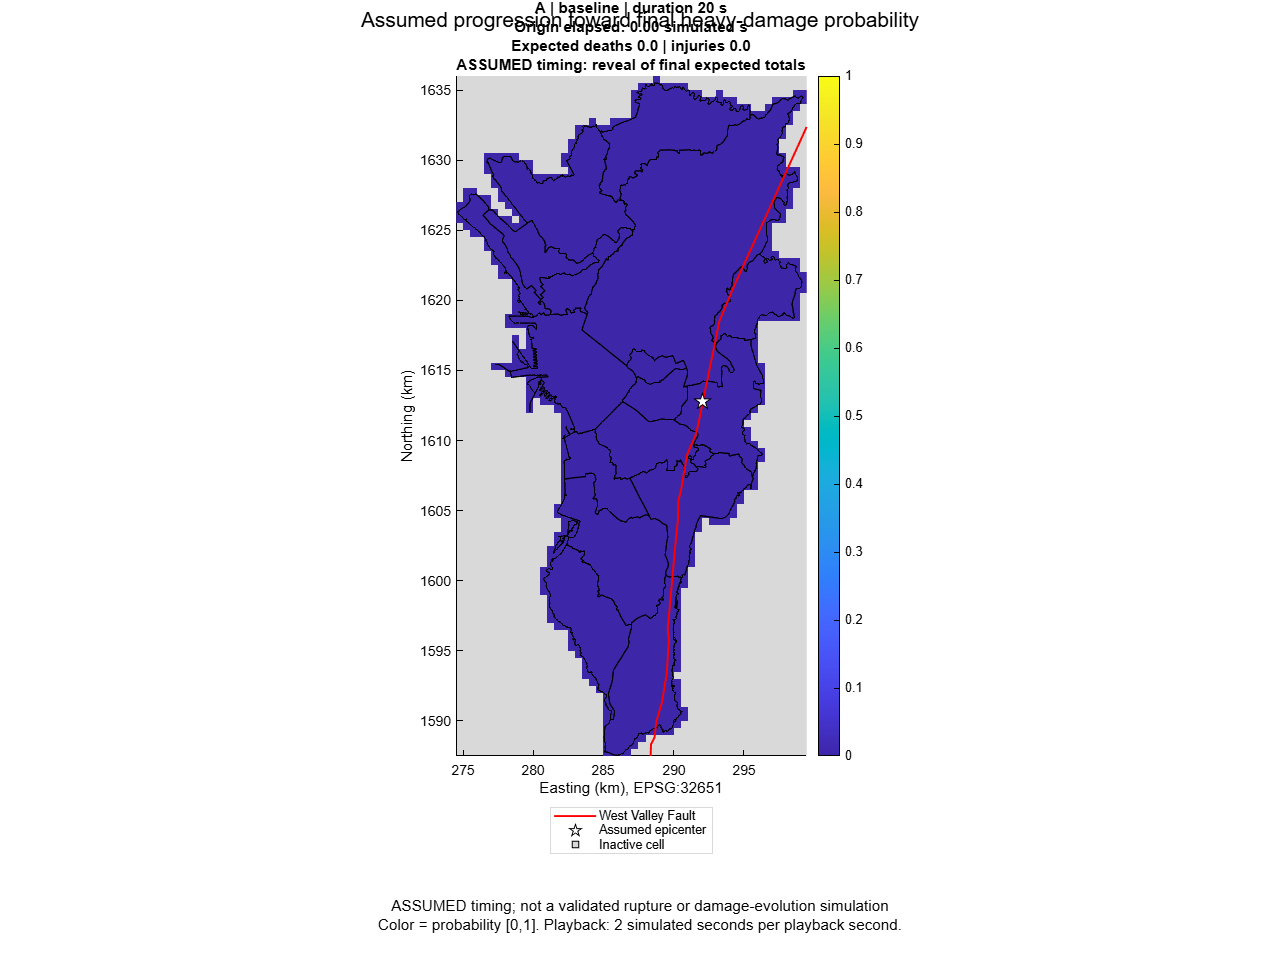 A | baseline | duration 20 s
Assumed progression toward final heavy-damage probability
Origin elapsed: 0.00 simulated s
Expected deaths 0.0 | injuries 0.0
ASSUMED timing: reveal of final expected totals
1635
1630
1625
1620
1615
1610
1605
1600
1595
1590
Northing (km)
275 280 285 290 295
Easting (km), EPSG:32651
1
0.9
0.8
0.7
0.6
0.5
0.4
0.3
0.2
0.1
0
West Valley Fault
Assumed epicenter
Inactive cell
ASSUMED timing; not a validated rupture or damage-evolution simulation
Color = probability [0,1]. Playback: 2 simulated seconds per playback second.